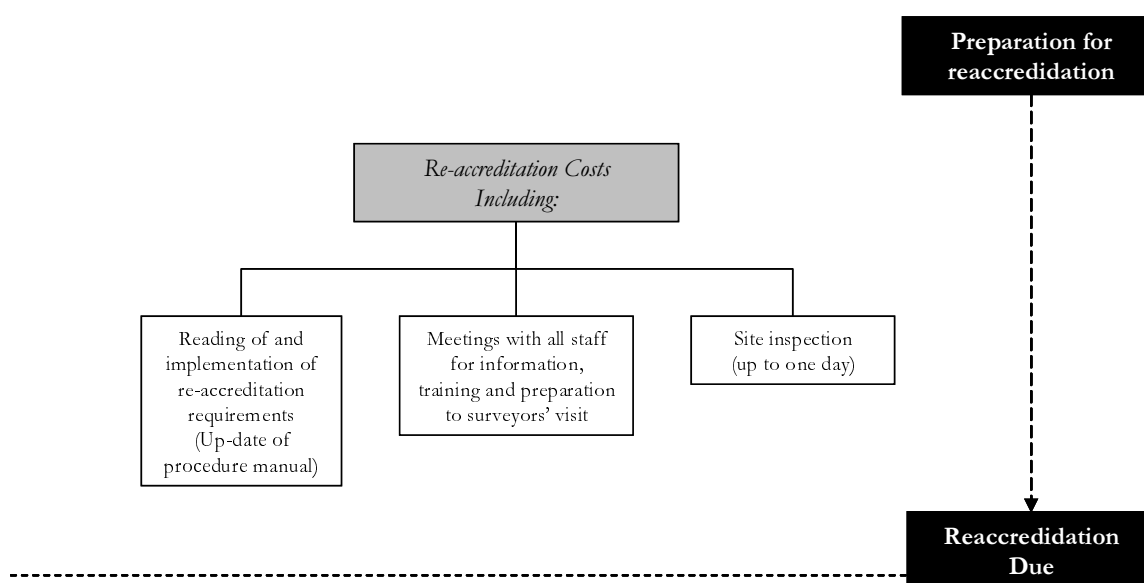 Preparation for
reaccredidation
Re-accreditation Costs
Including:
Reading of and
implementation of
re-accreditation
requirements
(Up-date of
procedure manual)
Meetings with all staff
for information,
training and preparation
to surveyors’ visit
Site inspection
(up to one day)
Reaccredidation
Due